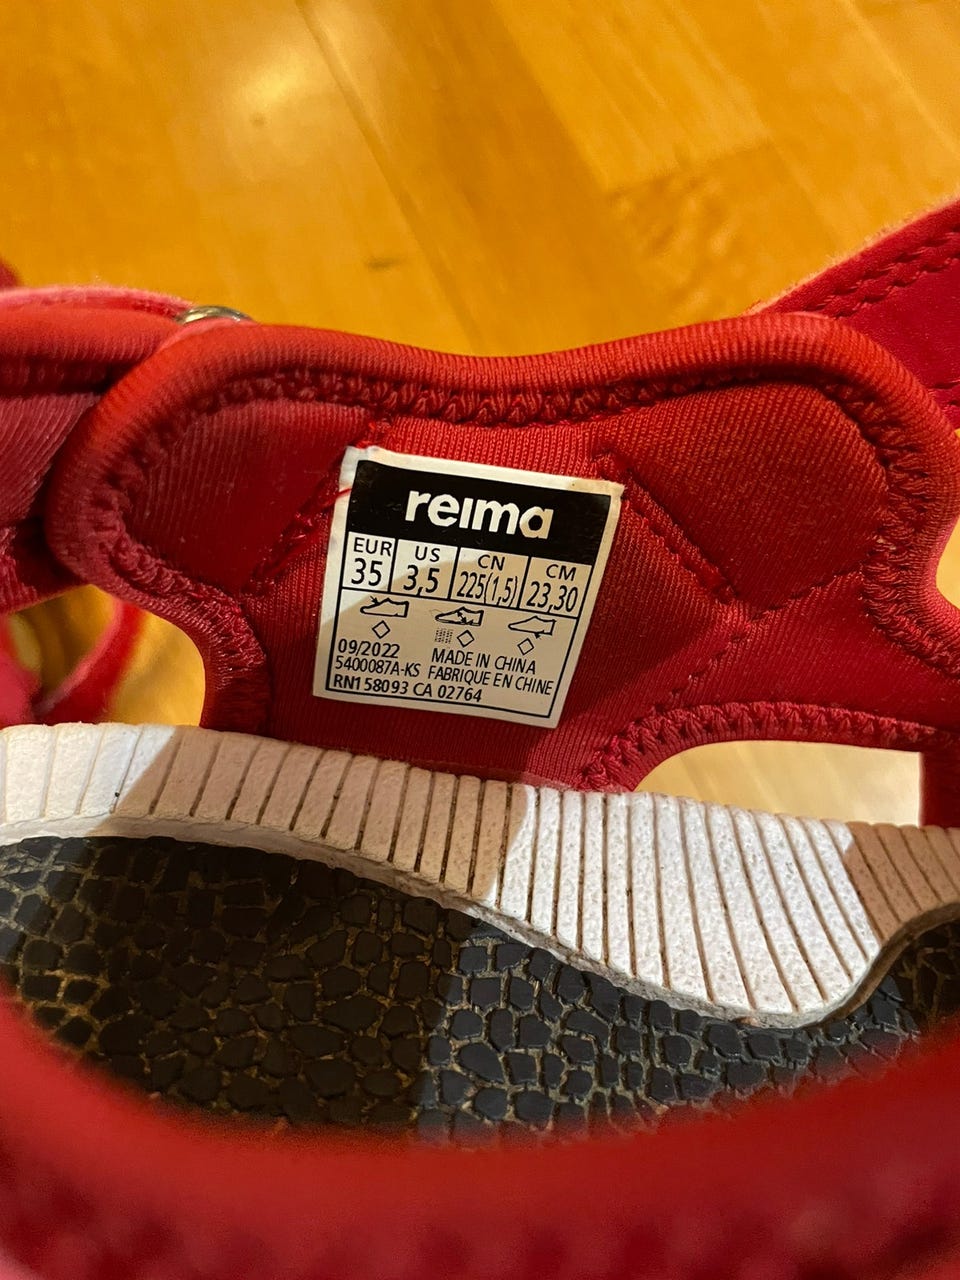 reima
EUR US CN CM
35 3,5 225(1,5) 23,30
09/2022
5400087A-KS
MADE IN CHINA
FABRIQUE EN CHINE
RN158093 CA 02764